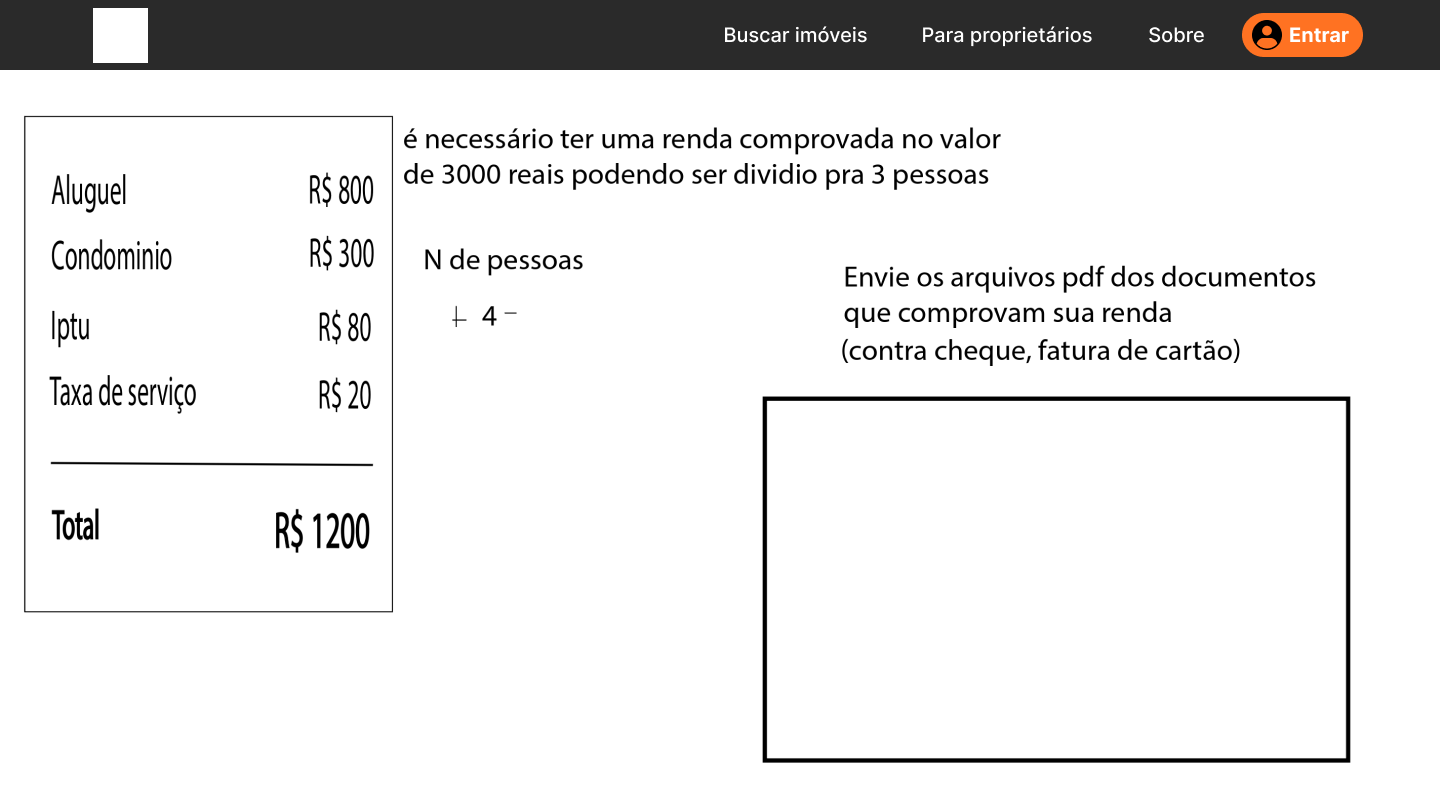 Buscar imóveis Para proprietários Sobre Entrar
Aluguel R$ 800
Condominio R$ 300
Iptu R$ 80
Taxa de serviço R$ 20
Total R$ 1200
é necessário ter uma renda comprovada no valor
de 3000 reais podendo ser dividio pra 3 pessoas
N de pessoas
+ 4 -
Envie os arquivos pdf dos documentos
que comprovam sua renda
(contra cheque, fatura de cartão)